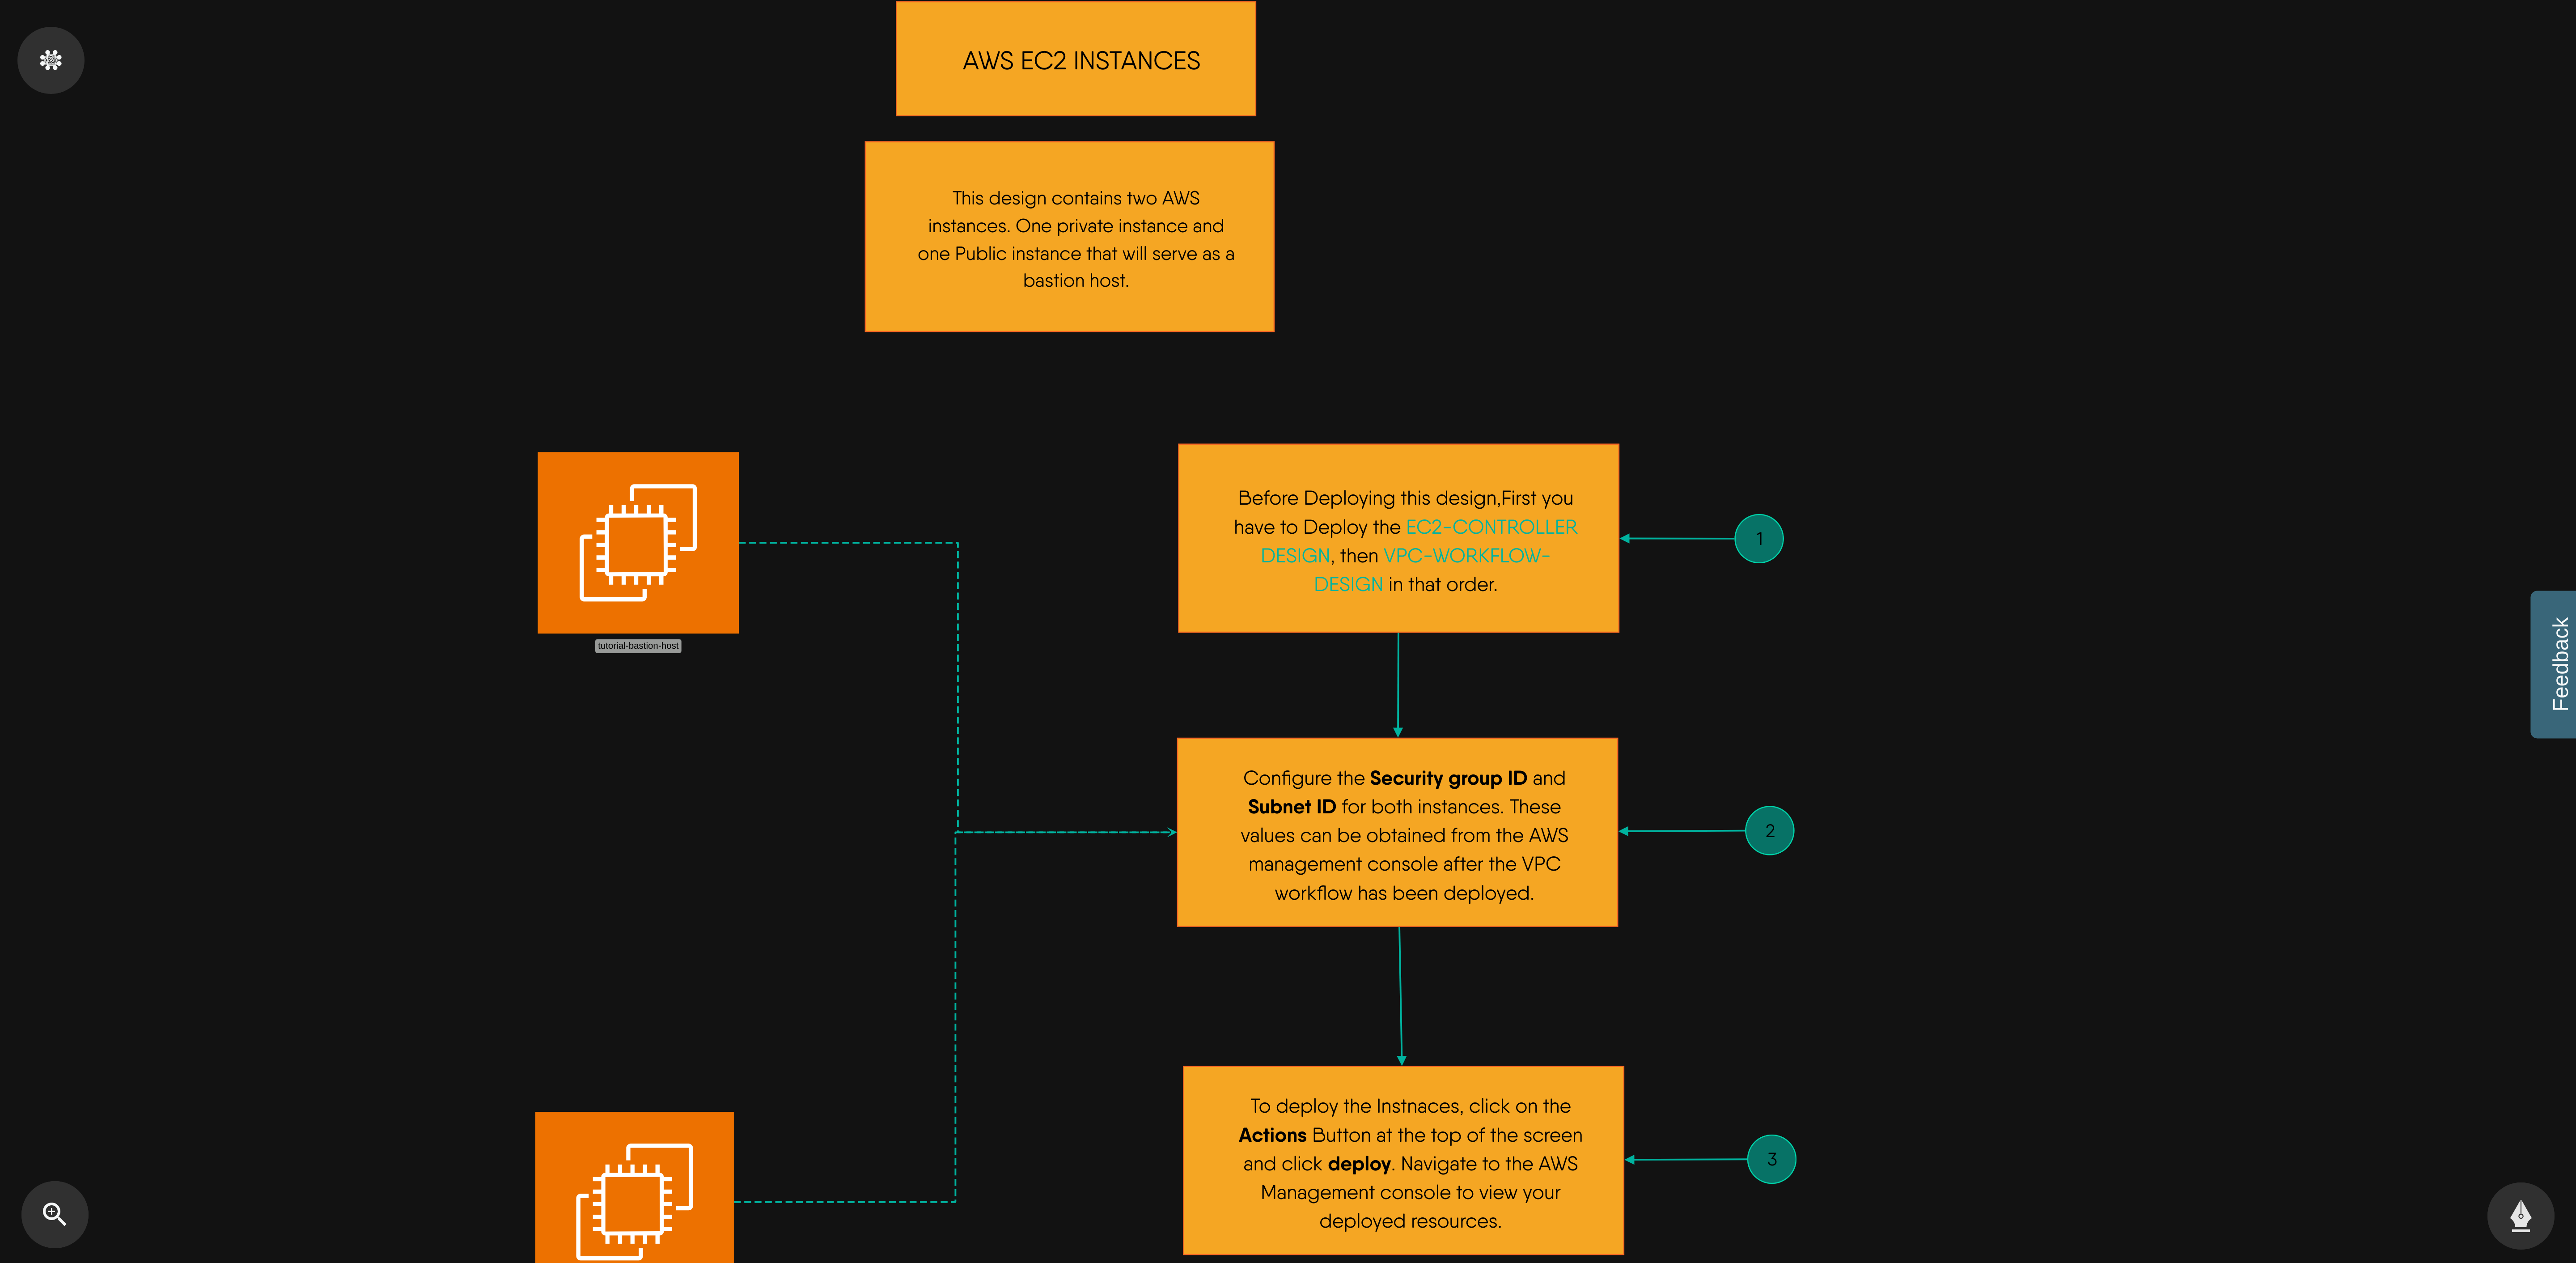 AWS EC2 INSTANCES
This design contains two AWS
instances. One private instance and
one Public instance that will serve as a
bastion host.
tutorial-bastion-host
Before Deploying this design,First you
have to Deploy the EC2-CONTROLLER
DESIGN, then VPC-WORKFLOW-
DESIGN in that order.
1
Configure the Security group ID and
Subnet ID for both instances. These
values can be obtained from the AWS
management console after the VPC
workflow has been deployed.
2
To deploy the Instnaces, click on the
Actions Button at the top of the screen
and click deploy. Navigate to the AWS
Management console to view your
deployed resources.
3
Feedback